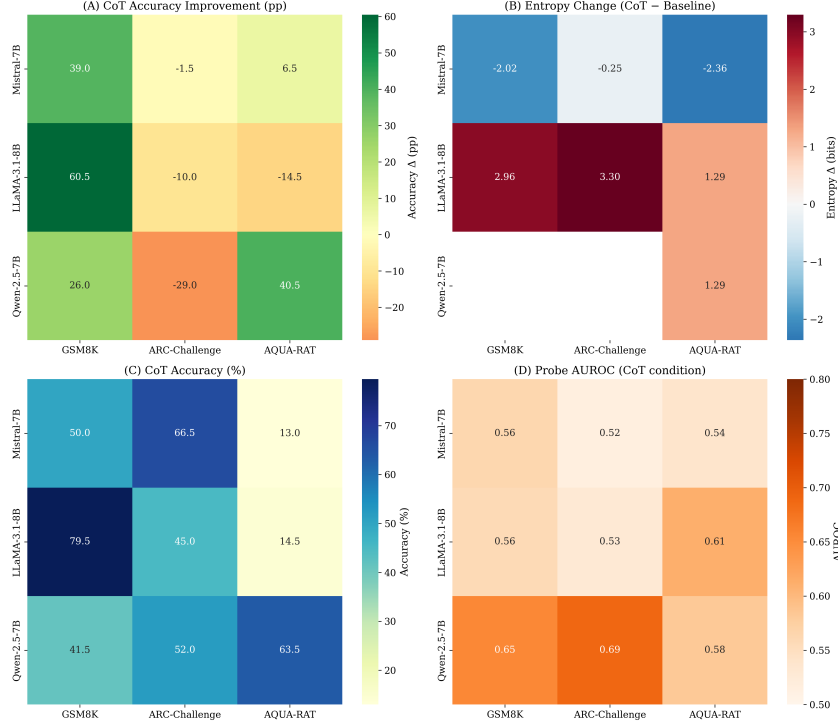 (A) CoT Accuracy Improvement (pp)
Mistral-7B
39.0 -1.5 6.5
LLaMA-3.1-8B
60.5 -10.0 -14.5
Qwen-2.5-7B
26.0 -29.0 40.5
GSM8K ARC-Challenge AQUA-RAT
60
50
40
30
20
10
0
−10
−20
Accuracy Δ (pp)
(B) Entropy Change (CoT − Baseline)
Mistral-7B
-2.02 -0.25 -2.36
LLaMA-3.1-8B
2.96 3.30 1.29
Qwen-2.5-7B
1.29
GSM8K ARC-Challenge AQUA-RAT
3
2
1
0
−1
−2
Entropy Δ (bits)
(C) CoT Accuracy (%)
Mistral-7B
50.0 66.5 13.0
LLaMA-3.1-8B
79.5 45.0 14.5
Qwen-2.5-7B
41.5 52.0 63.5
GSM8K ARC-Challenge AQUA-RAT
70
60
50
40
30
20
Accuracy (%)
(D) Probe AUROC (CoT condition)
Mistral-7B
0.56 0.52 0.54
LLaMA-3.1-8B
0.56 0.53 0.61
Qwen-2.5-7B
0.65 0.69 0.58
GSM8K ARC-Challenge AQUA-RAT
0.80
0.75
0.70
0.65
0.60
0.55
0.50
AUROC